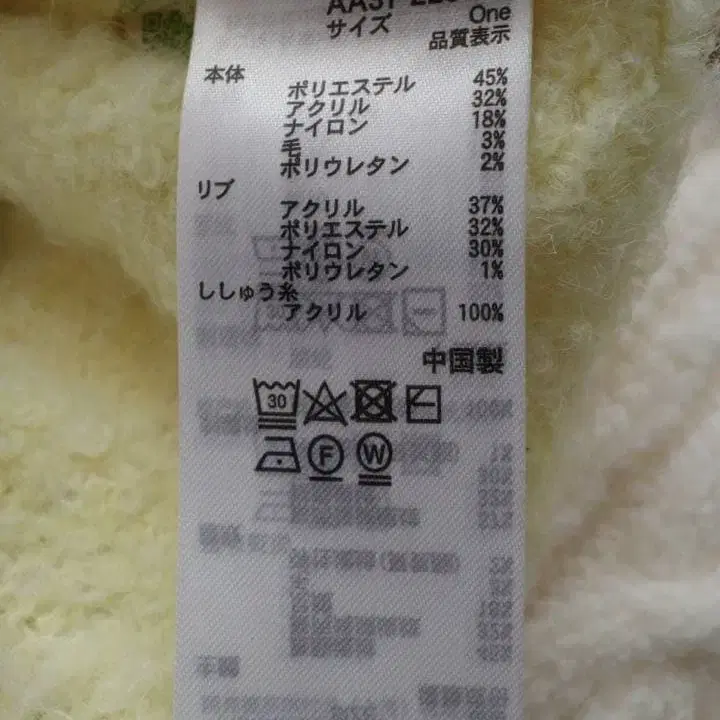 サイズ One
品質表示
本体
ポリエステル 45%
アクリル 32%
ナイロン 18%
毛 3%
ポリウレタン 2%
リブ
アクリル 37%
ポリエステル 32%
ナイロン 30%
ポリウレタン 1%
ししゅう糸
アクリル 100%
中国製
30
F W